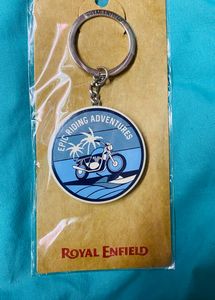 EPIC RIDING ADVENTURES
ROYAL ENFIELD